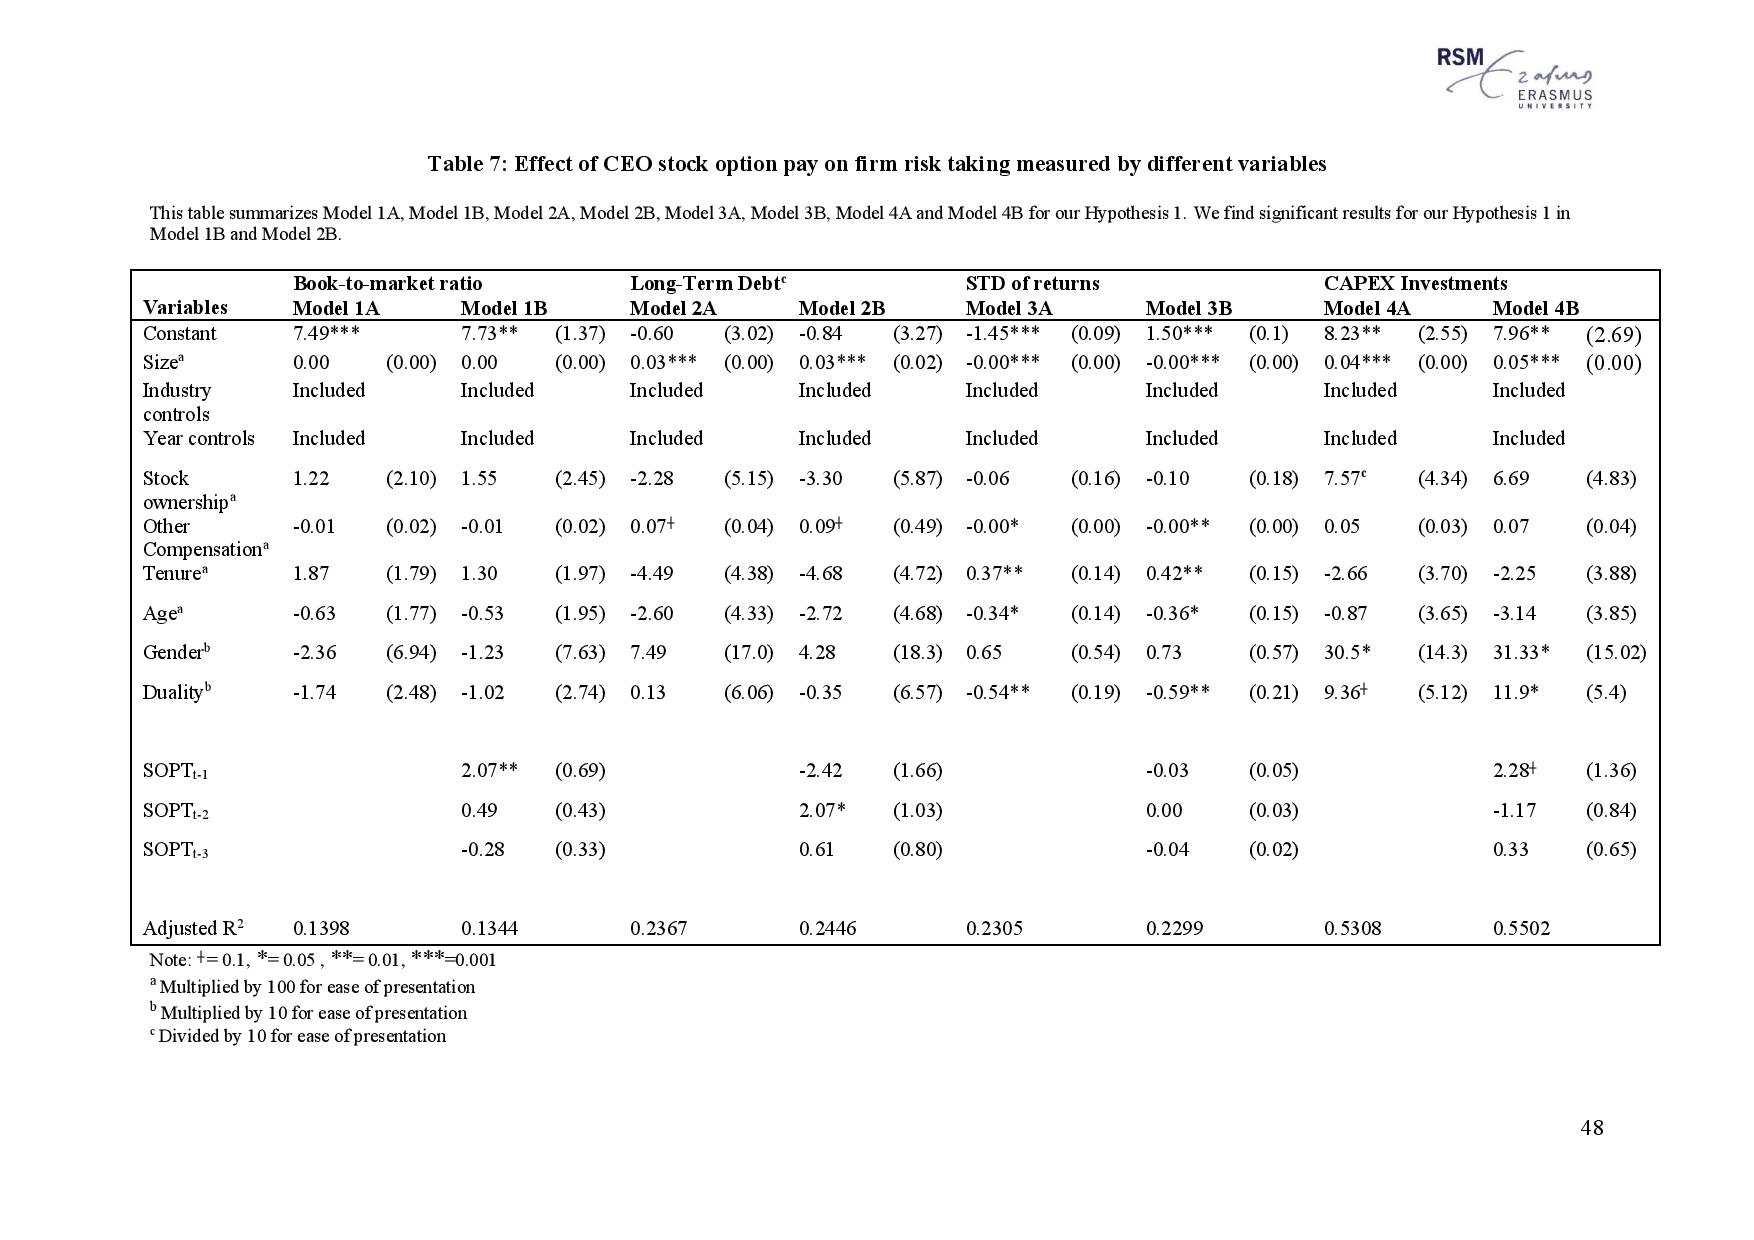 RSM
Erasmus
ERASMUS
UNIVERSITY
Table 7: Effect of CEO stock option pay on firm risk taking measured by different variables
This table summarizes Model 1A, Model 1B, Model 2A, Model 2B, Model 3A, Model 3B, Model 4A and Model 4B for our Hypothesis 1. We find significant results for our Hypothesis 1 in
Model 1B and Model 2B.
Book-to-market ratio Long-Term Debtᶜ STD of returns CAPEX Investments
Variables Model 1A Model 1B Model 2A Model 2B Model 3A Model 3B Model 4A Model 4B
Constant 7.49*** 7.73** (1.37) -0.60 (3.02) -0.84 (3.27) -1.45*** (0.09) 1.50*** (0.1) 8.23** (2.55) 7.96** (2.69)
Sizeᵃ 0.00 (0.00) 0.00 (0.00) 0.03*** (0.00) 0.03*** (0.02) -0.00*** (0.00) -0.00*** (0.00) 0.04*** (0.00) 0.05*** (0.00)
Industry Included Included Included Included Included Included Included Included
controls
Year controls Included Included Included Included Included Included Included Included
Stock 1.22 (2.10) 1.55 (2.45) -2.28 (5.15) -3.30 (5.87) -0.06 (0.16) -0.10 (0.18) 7.57ᶜ (4.34) 6.69 (4.83)
ownershipᵃ
Other -0.01 (0.02) -0.01 (0.02) 0.07ƚ (0.04) 0.09ƚ (0.49) -0.00* (0.00) -0.00** (0.00) 0.05 (0.03) 0.07 (0.04)
Compensationᵃ
Tenureᵃ 1.87 (1.79) 1.30 (1.97) -4.49 (4.38) -4.68 (4.72) 0.37** (0.14) 0.42** (0.15) -2.66 (3.70) -2.25 (3.88)
Ageᵃ -0.63 (1.77) -0.53 (1.95) -2.60 (4.33) -2.72 (4.68) -0.34* (0.14) -0.36* (0.15) -0.87 (3.65) -3.14 (3.85)
Genderᵇ -2.36 (6.94) -1.23 (7.63) 7.49 (17.0) 4.28 (18.3) 0.65 (0.54) 0.73 (0.57) 30.5* (14.3) 31.33* (15.02)
Dualityᵇ -1.74 (2.48) -1.02 (2.74) 0.13 (6.06) -0.35 (6.57) -0.54** (0.19) -0.59** (0.21) 9.36ƚ (5.12) 11.9* (5.4)
SOPTₜ₋₁ 2.07** (0.69) -2.42 (1.66) -0.03 (0.05) 2.28ƚ (1.36)
SOPTₜ₋₂ 0.49 (0.43) 2.07* (1.03) 0.00 (0.03) -1.17 (0.84)
SOPTₜ₋₃ -0.28 (0.33) 0.61 (0.80) -0.04 (0.02) 0.33 (0.65)
Adjusted R² 0.1398 0.1344 0.2367 0.2446 0.2305 0.2299 0.5308 0.5502
Note: ƚ= 0.1, *= 0.05 , **= 0.01, ***=0.001
ᵃ Multiplied by 100 for ease of presentation
ᵇ Multiplied by 10 for ease of presentation
ᶜ Divided by 10 for ease of presentation
48